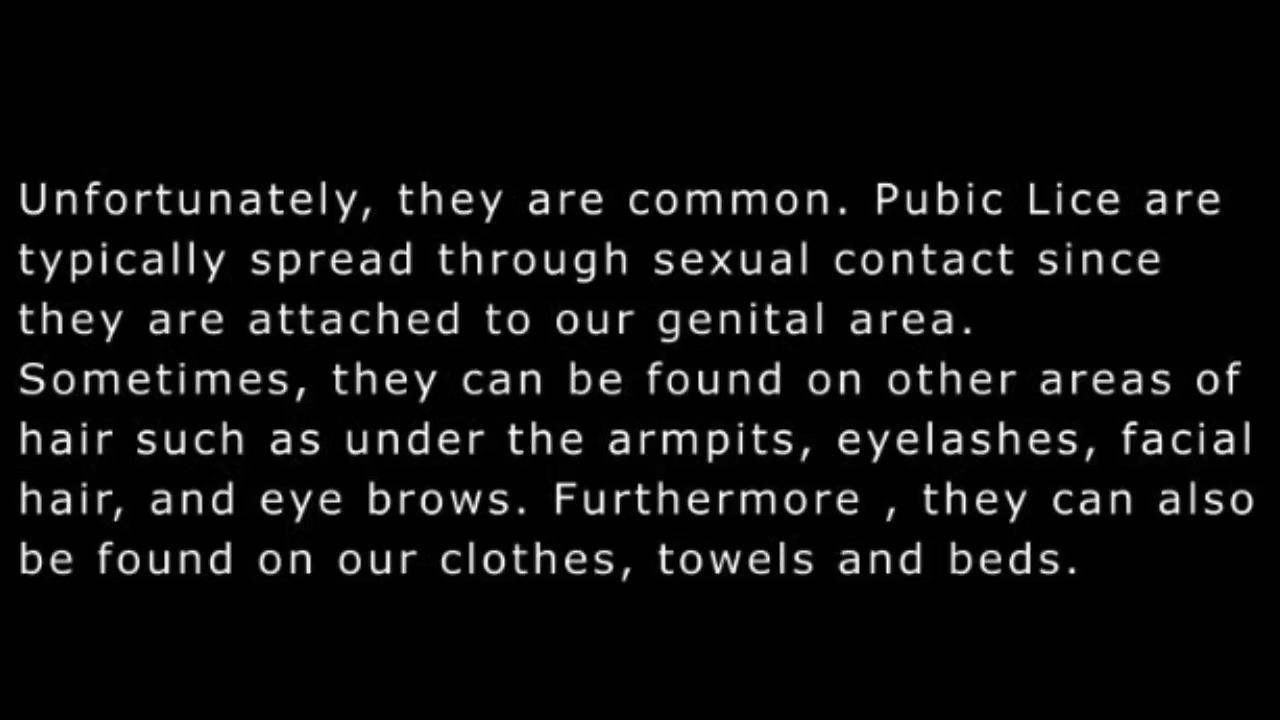 Unfortunately, they are common. Pubic Lice are
typically spread through sexual contact since
they are attached to our genital area.
Sometimes, they can be found on other areas of
hair such as under the armpits, eyelashes, facial
hair, and eye brows. Furthermore , they can also
be found on our clothes, towels and beds.